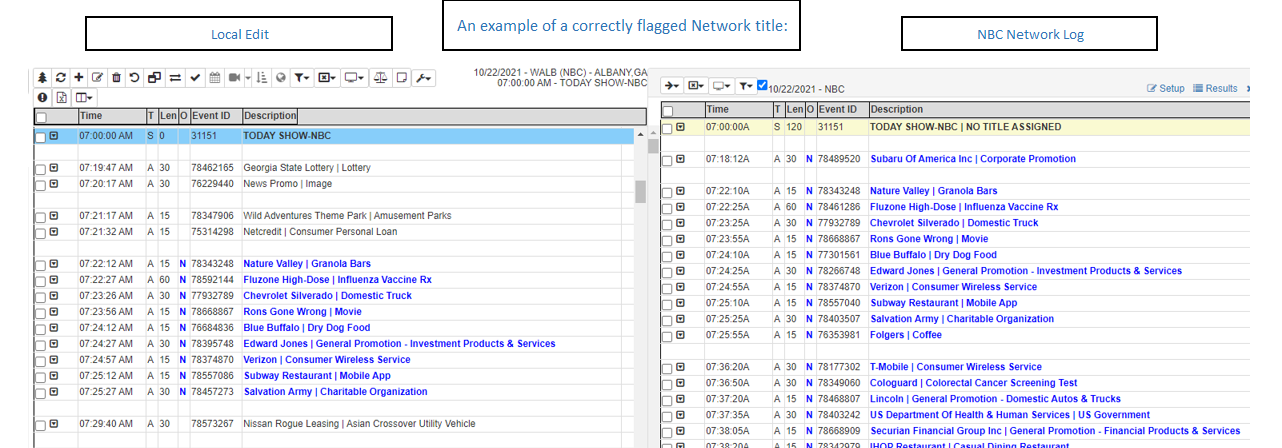 Local Edit
An example of a correctly flagged Network title:
NBC Network Log
10/22/2021 - WALB (NBC) - ALBANY,GA
07:00:00 AM - TODAY SHOW-NBC
Time T Len O Event ID Description
07:00:00 AM S 0 31151 TODAY SHOW-NBC
07:19:47 AM A 30 78462165 Georgia State Lottery | Lottery
07:20:17 AM A 30 76229440 News Promo | Image
07:21:17 AM A 15 78347906 Wild Adventures Theme Park | Amusement Parks
07:21:32 AM A 15 75314298 Netcredit | Consumer Personal Loan
07:22:12 AM A 15 N 78343248 Nature Valley | Granola Bars
07:22:27 AM A 60 N 78592144 Fluzone High-Dose | Influenza Vaccine Rx
07:23:26 AM A 30 N 77932789 Chevrolet Silverado | Domestic Truck
07:23:56 AM A 15 N 78668867 Rons Gone Wrong | Movie
07:24:12 AM A 15 N 76684836 Blue Buffalo | Dry Dog Food
07:24:27 AM A 30 N 78395748 Edward Jones | General Promotion - Investment Products & Services
07:24:57 AM A 15 N 78374870 Verizon | Consumer Wireless Service
07:25:12 AM A 15 N 78557086 Subway Restaurant | Mobile App
07:25:27 AM A 30 N 78457273 Salvation Army | Charitable Organization
07:29:40 AM A 30 78573267 Nissan Rogue Leasing | Asian Crossover Utility Vehicle
10/22/2021 - NBC
Setup Results
Time T Len O Event ID Description
07:00:00A S 120 31151 TODAY SHOW-NBC | NO TITLE ASSIGNED
07:18:12A A 30 N 78489520 Subaru Of America Inc | Corporate Promotion
07:22:10A A 15 N 78343248 Nature Valley | Granola Bars
07:22:25A A 60 N 78461286 Fluzone High-Dose | Influenza Vaccine Rx
07:23:25A A 30 N 77932789 Chevrolet Silverado | Domestic Truck
07:23:55A A 15 N 78668867 Rons Gone Wrong | Movie
07:24:10A A 15 N 77301561 Blue Buffalo | Dry Dog Food
07:24:25A A 30 N 78266748 Edward Jones | General Promotion - Investment Products & Services
07:24:55A A 15 N 78374870 Verizon | Consumer Wireless Service
07:25:10A A 15 N 78557040 Subway Restaurant | Mobile App
07:25:25A A 30 N 78403507 Salvation Army | Charitable Organization
07:25:55A A 15 N 76353981 Folgers | Coffee
07:36:20A A 30 N 78177302 T-Mobile | Consumer Wireless Service
07:36:50A A 30 N 78349060 Cologuard | Colorectal Cancer Screening Test
07:37:20A A 15 N 78468807 Lincoln | General Promotion - Domestic Autos & Trucks
07:37:35A A 30 N 78403242 US Department Of Health & Human Services | US Government
07:38:05A A 15 N 78668909 Securian Financial Group Inc | General Promotion - Financial Products & Services
07:38:20A A 15 N 78342979 IHOP Restaurant | Casual Dining Restaurant